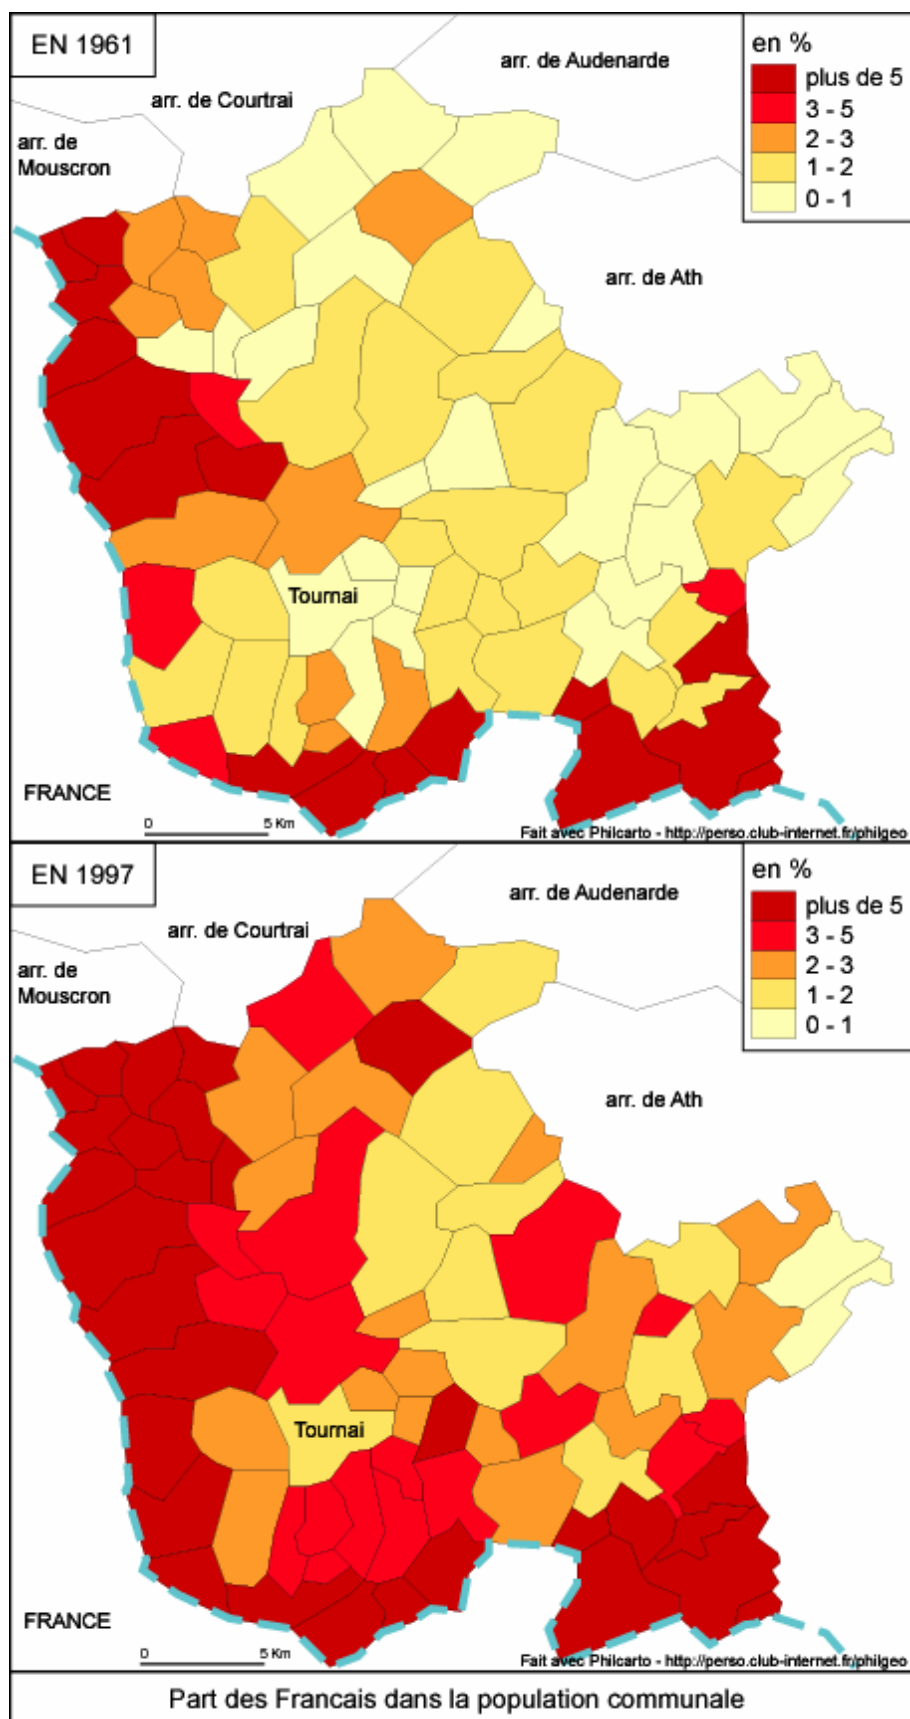 EN 1961
en %
plus de 5
3 - 5
2 - 3
1 - 2
0 - 1
arr. de Audenarde
arr. de Courtrai
arr. de
Mouscron
arr. de Ath
Tournai
FRANCE
0 5 Km
Fait avec Philcarto - http://perso.club-internet.fr/philgeo
EN 1997
en %
plus de 5
3 - 5
2 - 3
1 - 2
0 - 1
arr. de Audenarde
arr. de Courtrai
arr. de
Mouscron
arr. de Ath
Tournai
FRANCE
0 5 Km
Fait avec Philcarto - http://perso.club-internet.fr/philgeo
Part des Francais dans la population communale